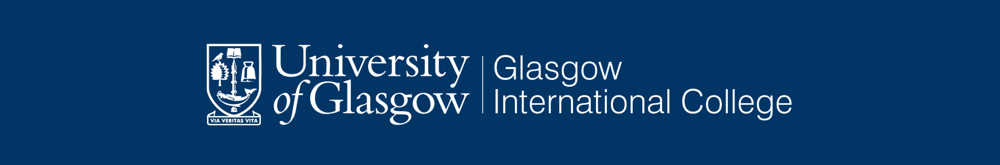 University
of Glasgow
Glasgow
International College
VIA VERITAS VITA